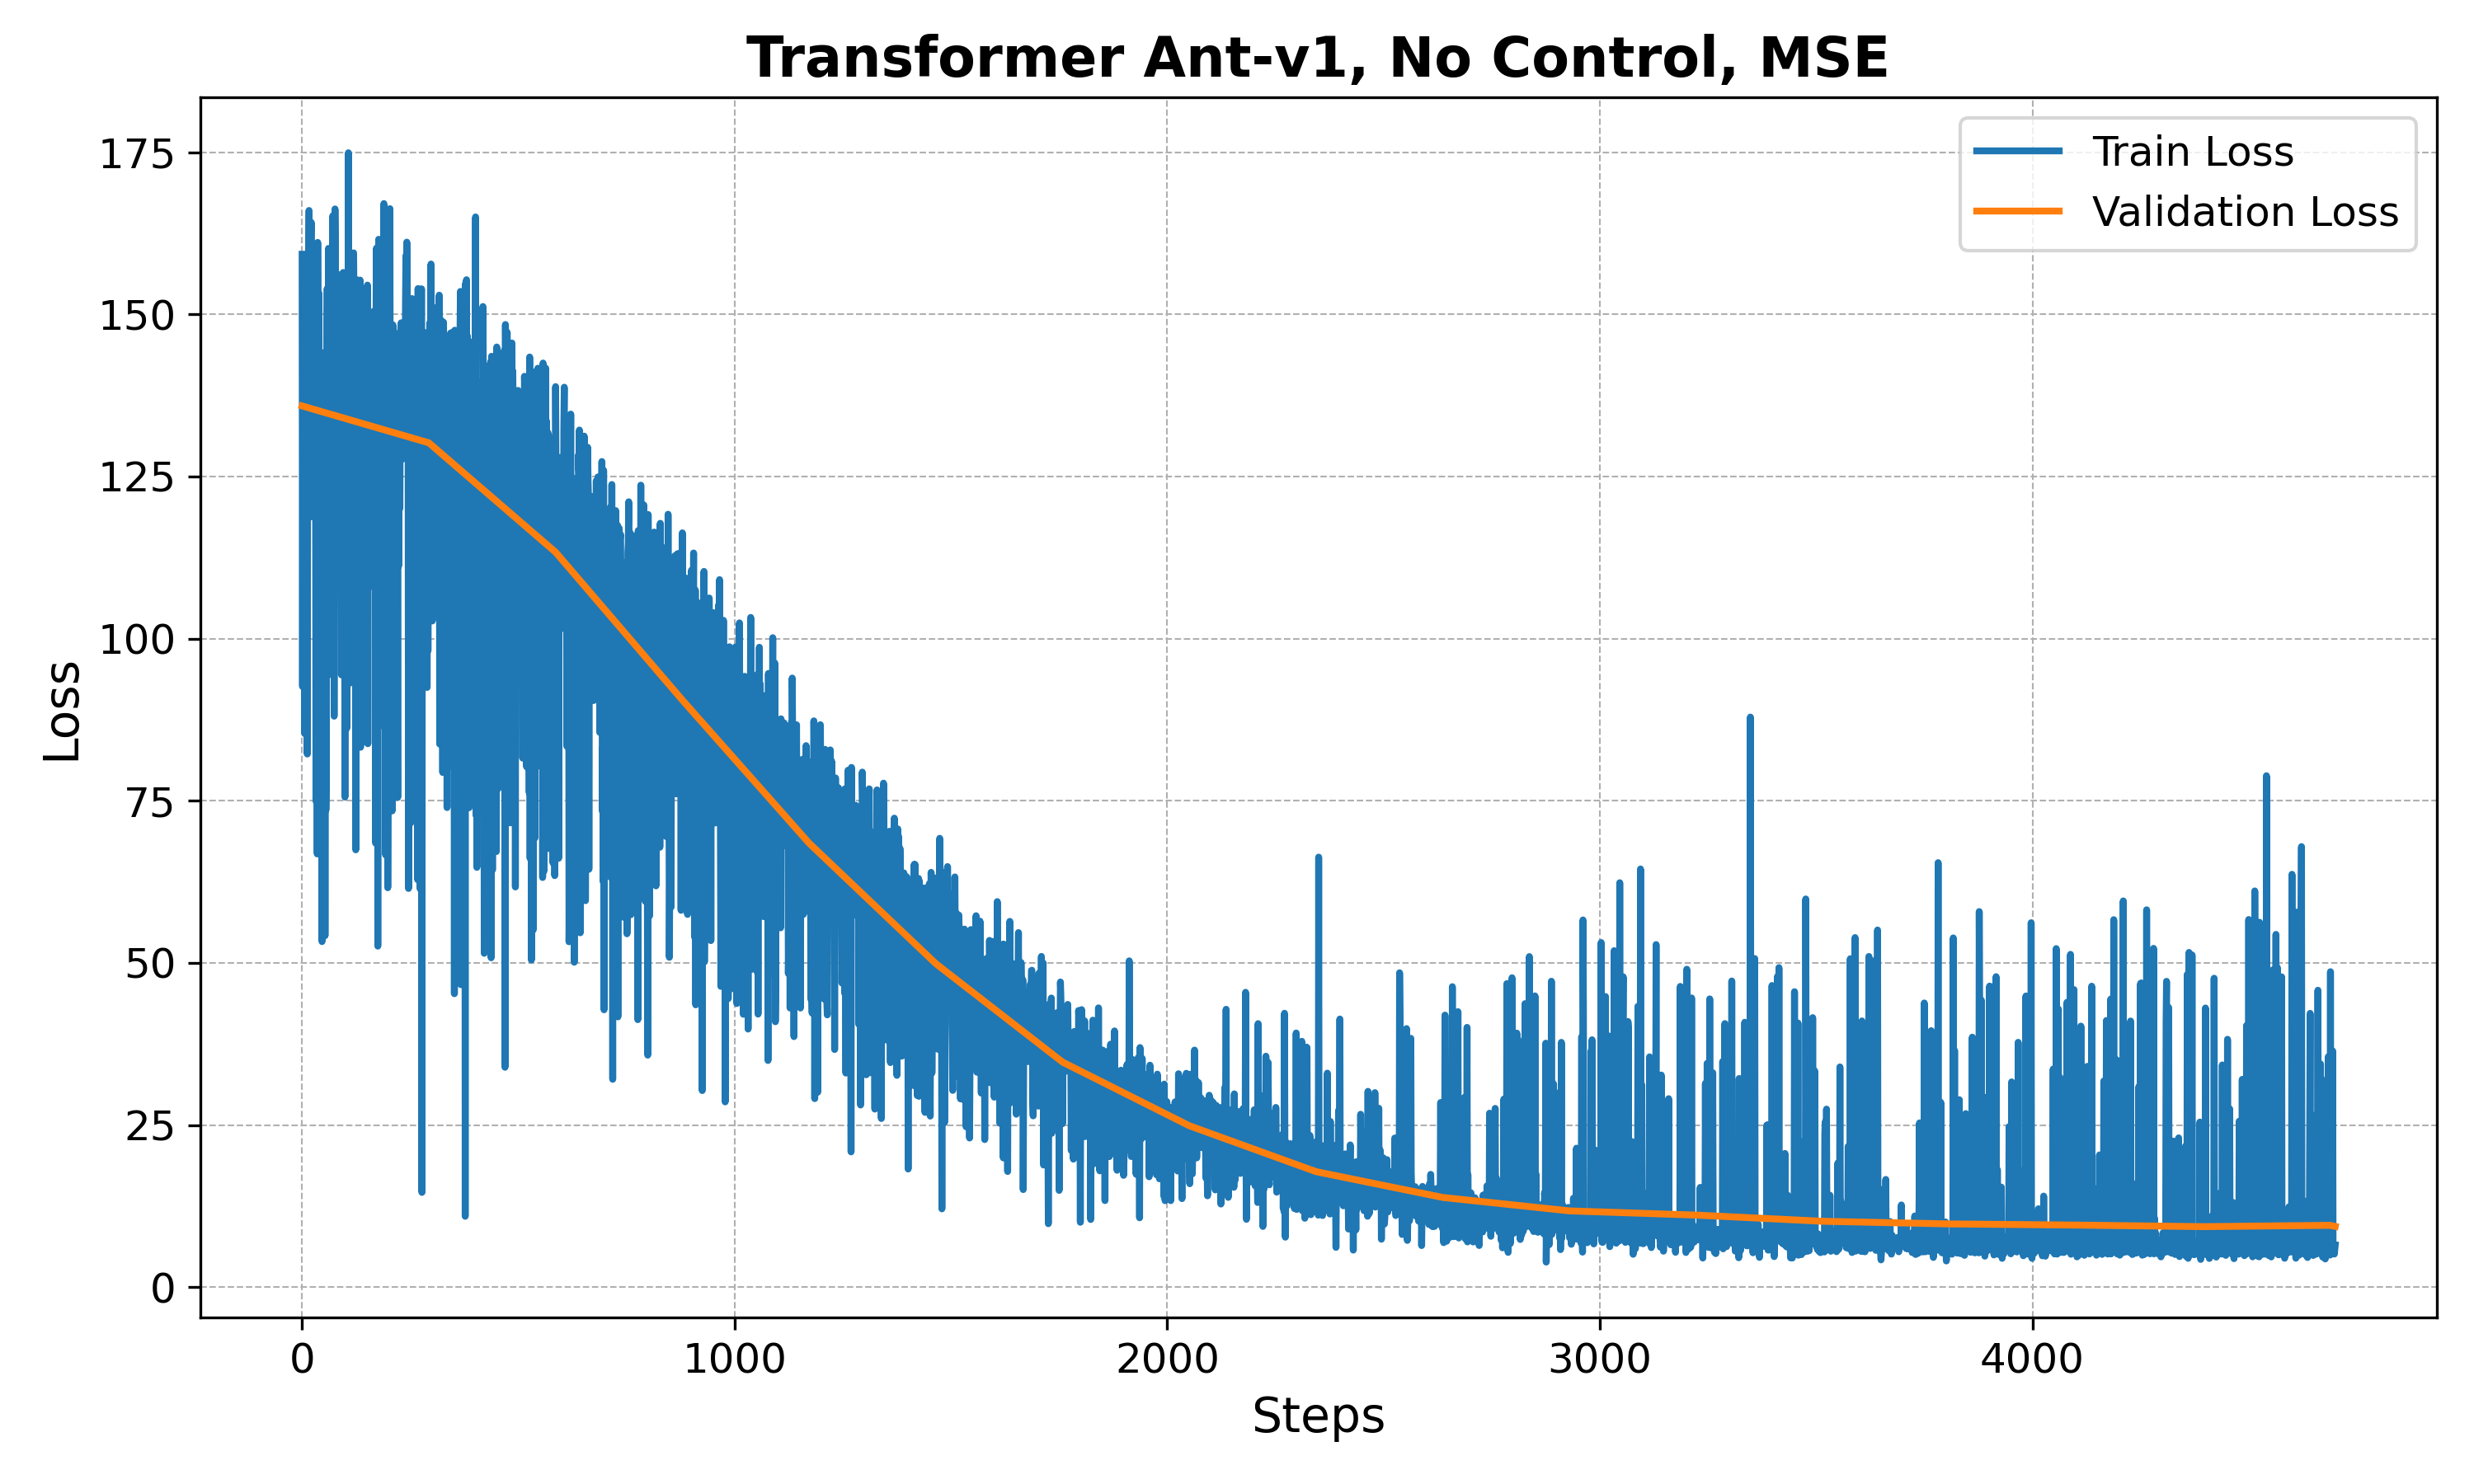 Transformer Ant-v1, No Control, MSE
Train Loss
Validation Loss
175
150
125
100
75
50
25
0
Loss
0 1000 2000 3000 4000
Steps